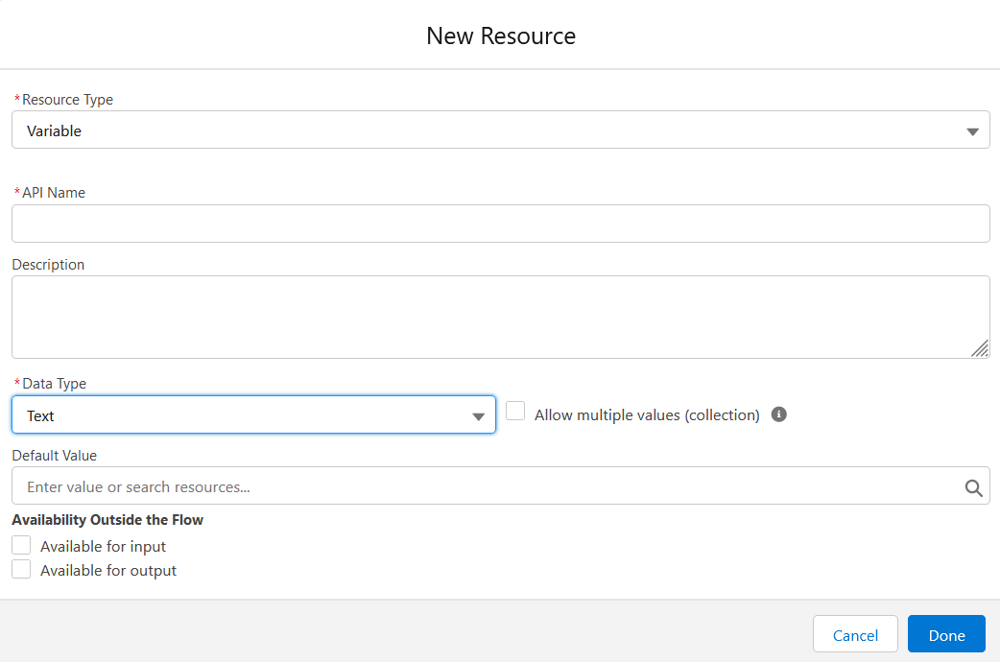 New Resource
*Resource Type
Variable
*API Name
Description
*Data Type
Text
Allow multiple values (collection)
Default Value
Enter value or search resources...
Availability Outside the Flow
Available for input
Available for output
Cancel
Done